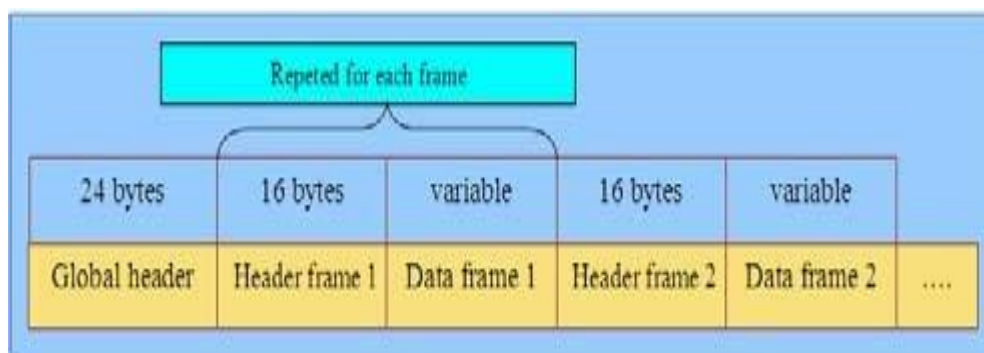 Repeted for each frame
24 bytes 16 bytes variable 16 bytes variable
Global header Header frame 1 Data frame 1 Header frame 2 Data frame 2 ....